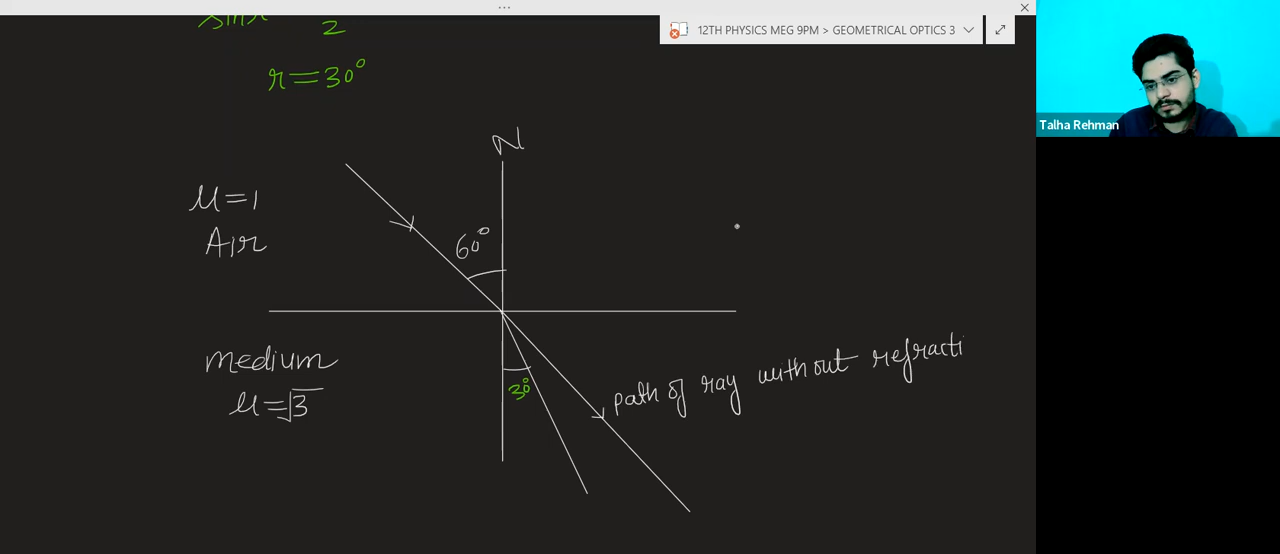 2
12TH PHYSICS MEG 9PM > GEOMETRICAL OPTICS 3
r=30°
Talha Rehman
N
μ=1
60°
Air
medium
path of ray without refracti
30°
μ=√3